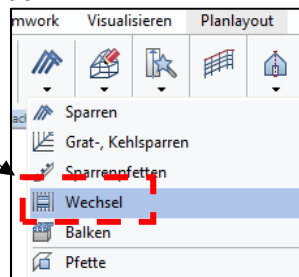 mwork Visualisieren Planlayout
Sparren
Grat-, Kehlsparren
Sparrenpfetten
Wechsel
Balken
Pfette